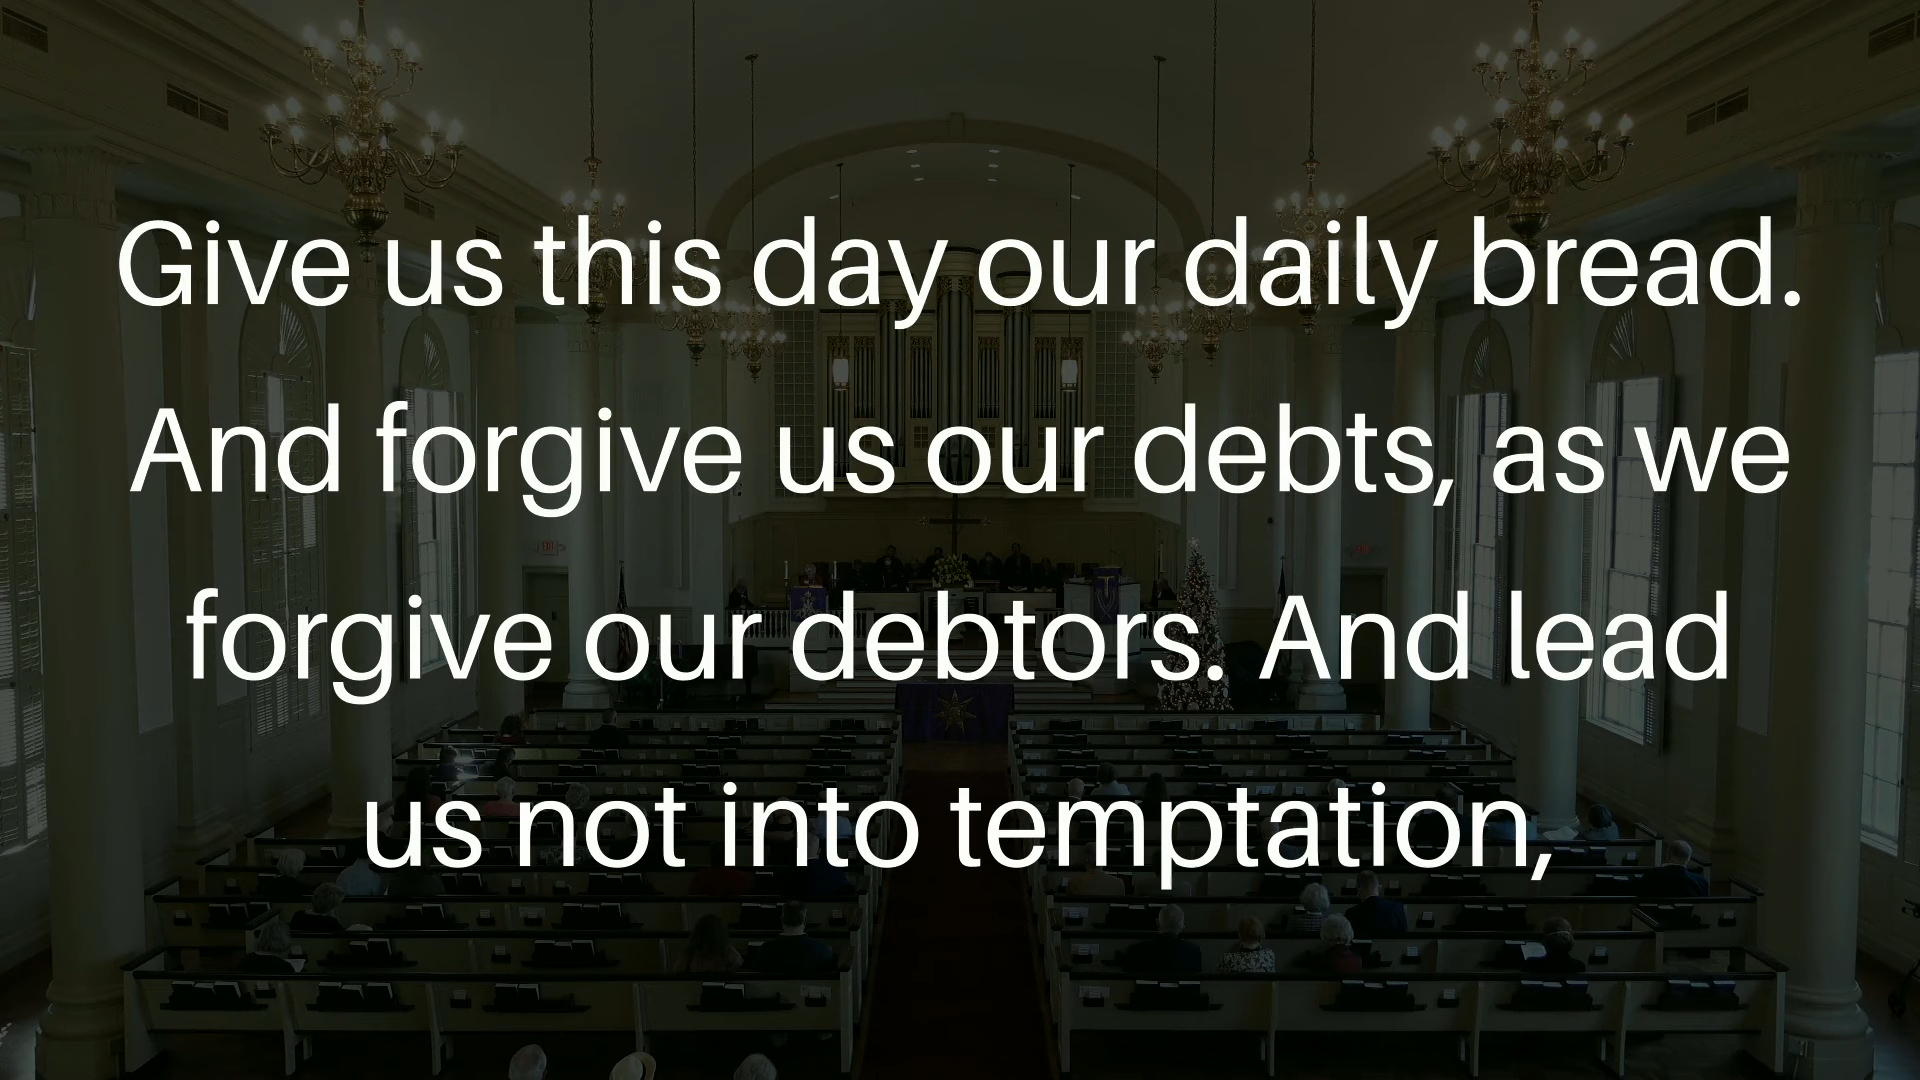 Give us this day our daily bread.
And forgive us our debts, as we
forgive our debtors. And lead
us not into temptation,